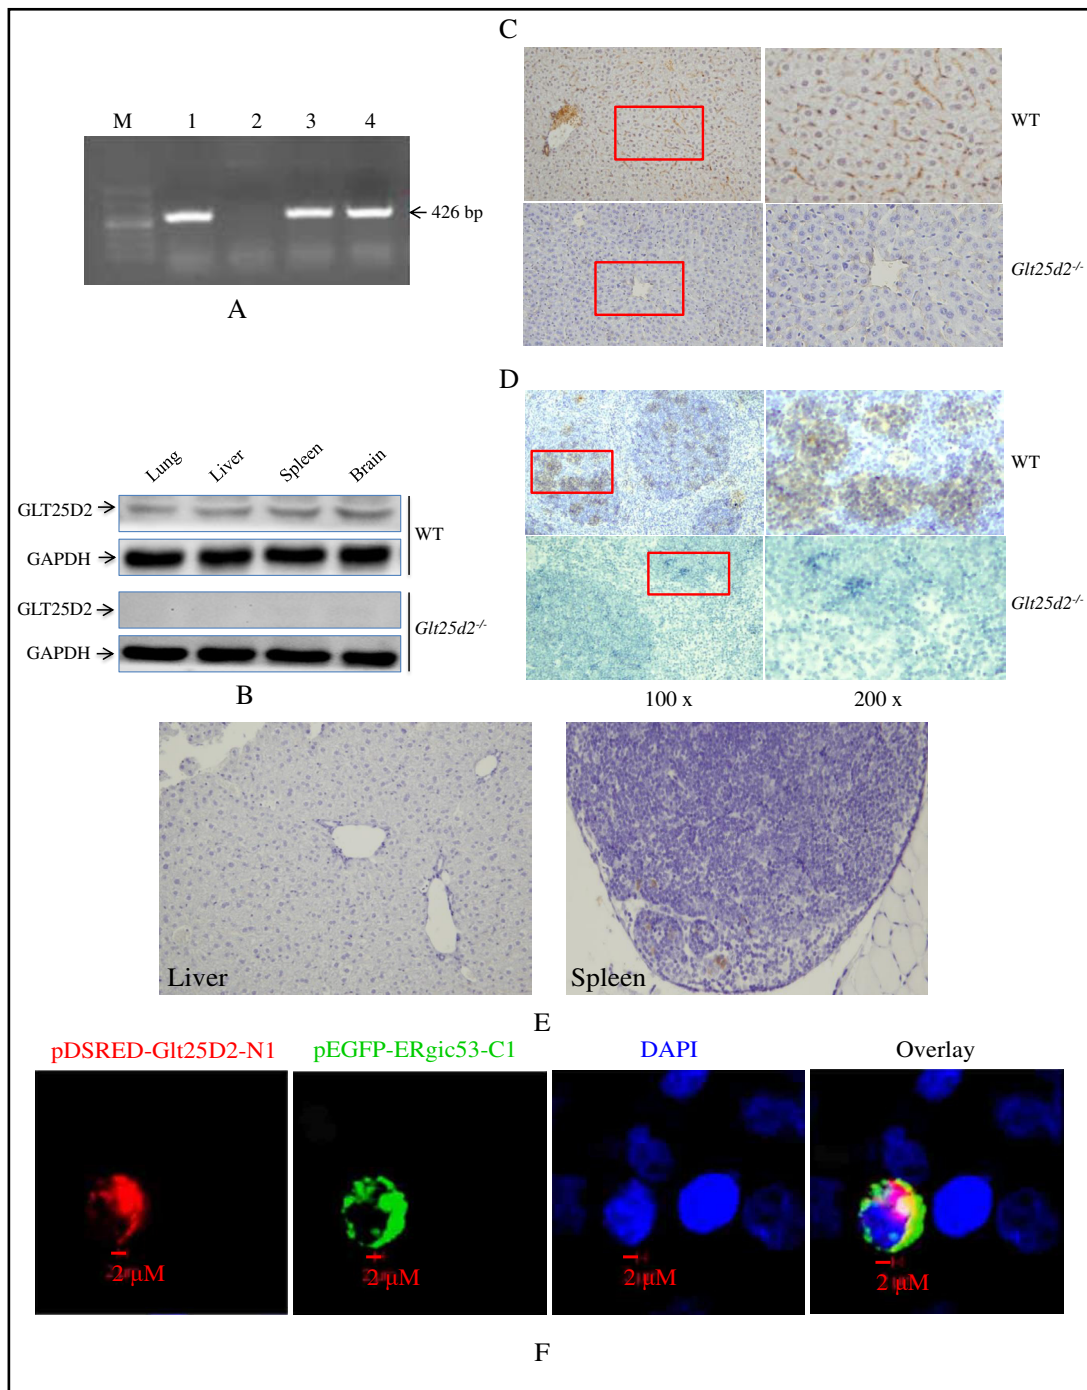 C
M 1 2 3 4
426 bp
A
WT
Glt25d2-/-
D
Lung Liver Spleen Brain
GLT25D2
GAPDH
WT
GLT25D2
GAPDH
Glt25d2-/-
B
WT
Glt25d2-/-
100 x 200 x
Liver
Spleen
E
pDSRED-Glt25D2-N1 pEGFP-ERgic53-C1 DAPI Overlay
2 μM
2 μM
2 μM
2 μM
F